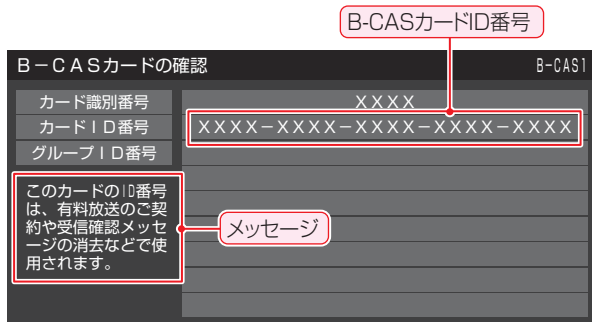 B-CASカードID番号
B－CASカードの確認 B-CAS1
カード識別番号 XXXX
カードID番号 XXXX－XXXX－XXXX－XXXX－XXXX
グループID番号
このカードのID番号
は、有料放送のご契
約や受信確認メッセ
ージの消去などで使
用されます。
メッセージ